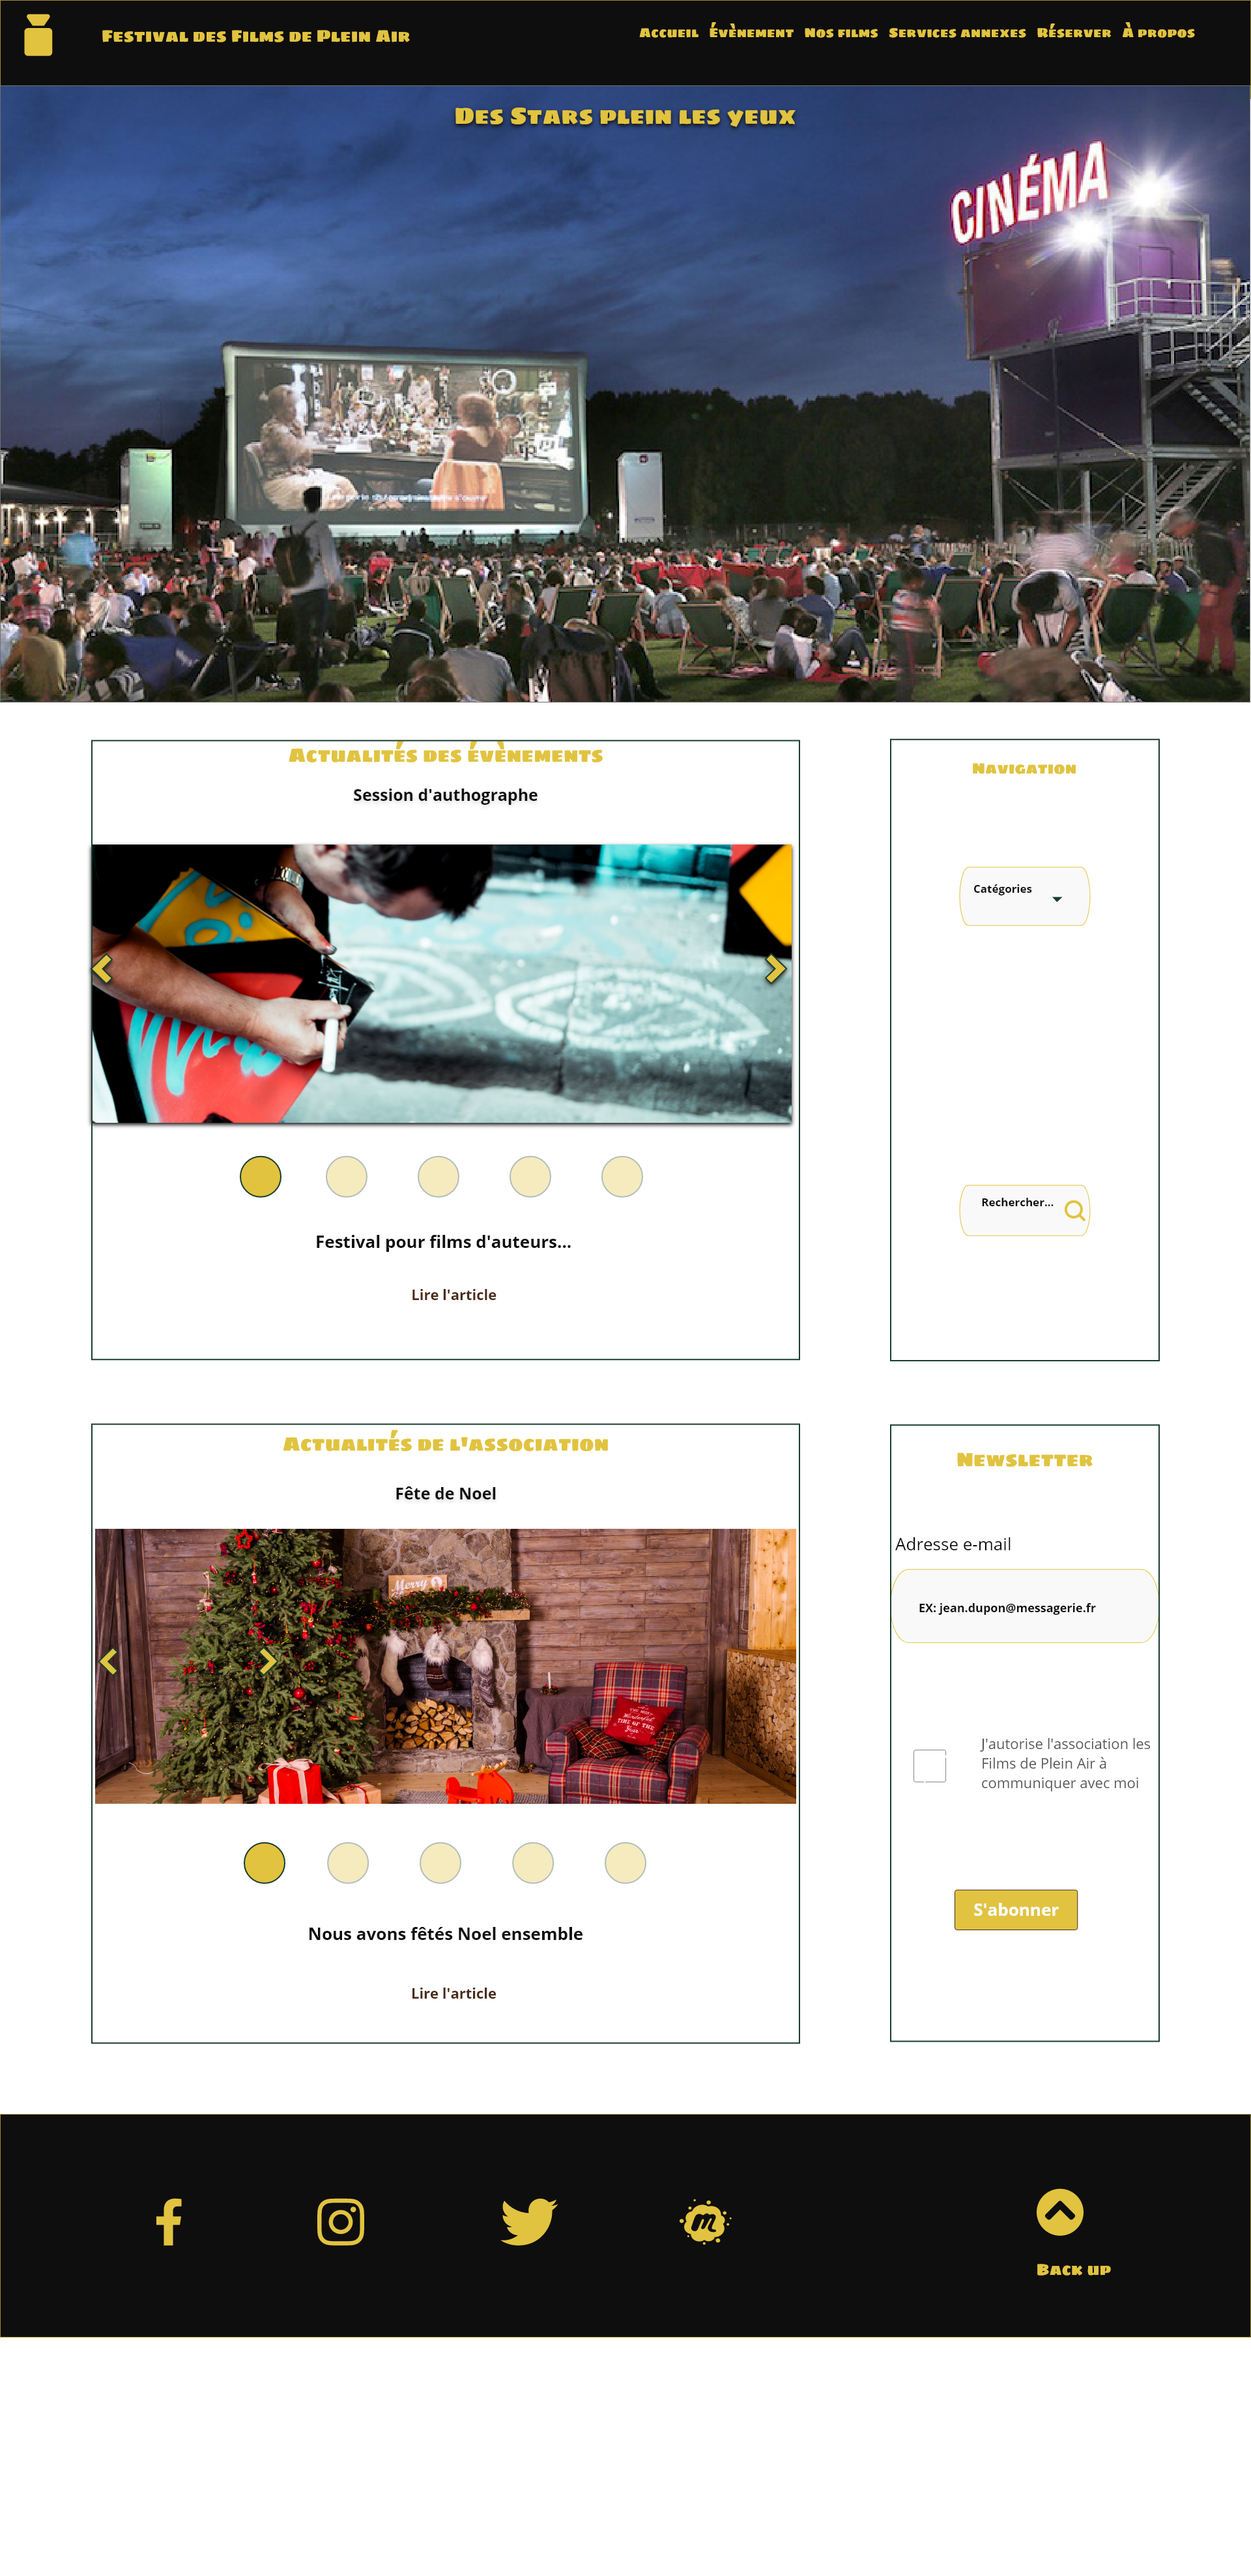 Festival des Films de Plein Air
Accueil Évènement Nos films Services annexes Réserver À propos
Des Stars plein les yeux
CINÉMA
Actualités des évènements
Session d'authographe
Festival pour films d'auteurs...
Lire l'article
Navigation
Catégories
Rechercher...
Actualités de l'association
Fête de Noel
Merry
Nous avons fêtés Noel ensemble
Lire l'article
Newsletter
Adresse e-mail
EX: jean.dupon@messagerie.fr
J'autorise l'association les
Films de Plein Air à
communiquer avec moi
S'abonner
Back up